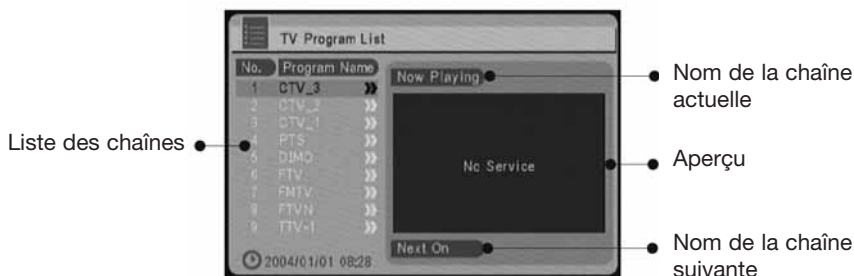 TV Program List
No. Program Name
1 CTV_3
2 CTV_2
3 CTV_1
4 PTS
5 DIMO
6 FTV
7 FMTV
8 FTVN
9 TTV-1
2004/01/01 08:28
Now Playing
No Service
Next On
Liste des chaînes
Nom de la chaîne
actuelle
Aperçu
Nom de la chaîne
suivante